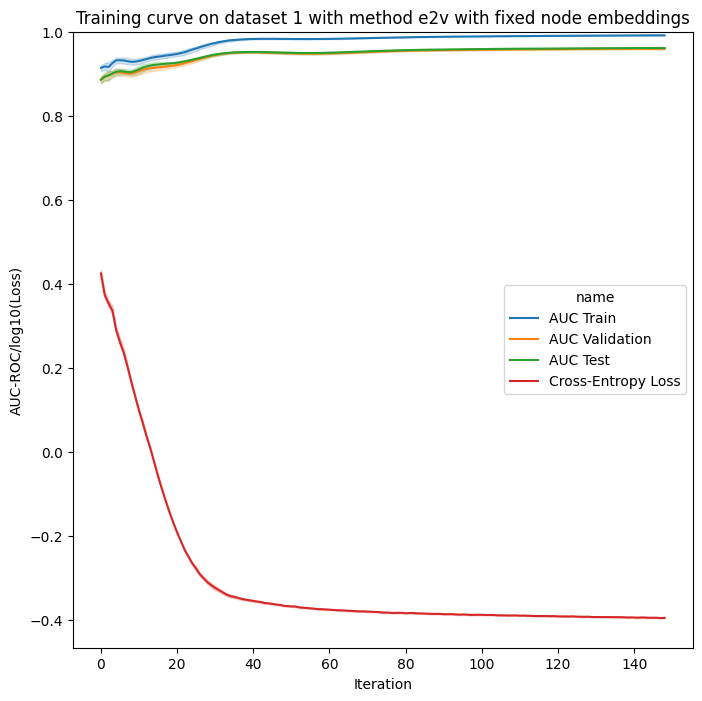 Training curve on dataset 1 with method e2v with fixed node embeddings
1.0
0.8
0.6
0.4
0.2
0.0
−0.2
−0.4
AUC-ROC/log10(Loss)
name
AUC Train
AUC Validation
AUC Test
Cross-Entropy Loss
0 20 40 60 80 100 120 140
Iteration